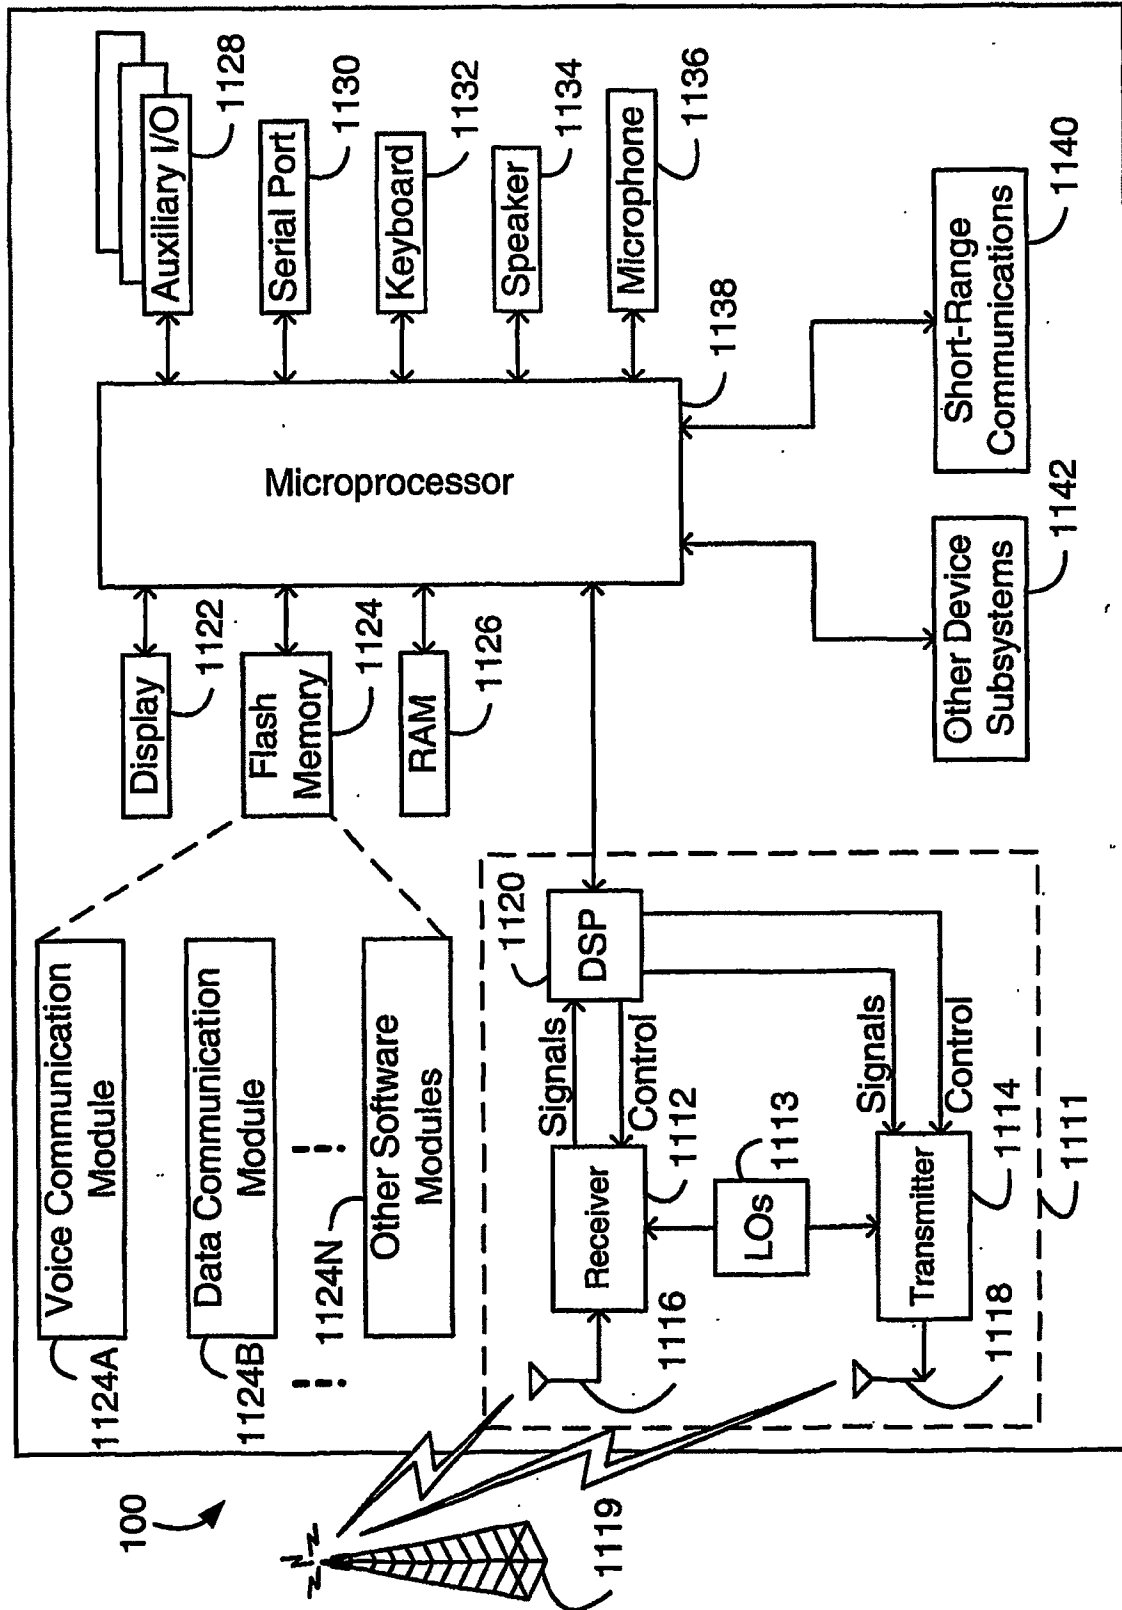 100
1119
Voice Communication
Module
1124A
Data Communication
Module
1124B
1124N
Other Software
Modules
Display
1122
Flash
Memory
1124
RAM
1126
Microprocessor
1138
Auxiliary I/O
1128
Serial Port
1130
Keyboard
1132
Speaker
1134
Microphone
1136
Short-Range
Communications
1140
Other Device
Subsystems
1142
DSP
1120
Signals
Control
Receiver
1112
1116
LOs
1113
Signals
Control
Transmitter
1114
1118
1111